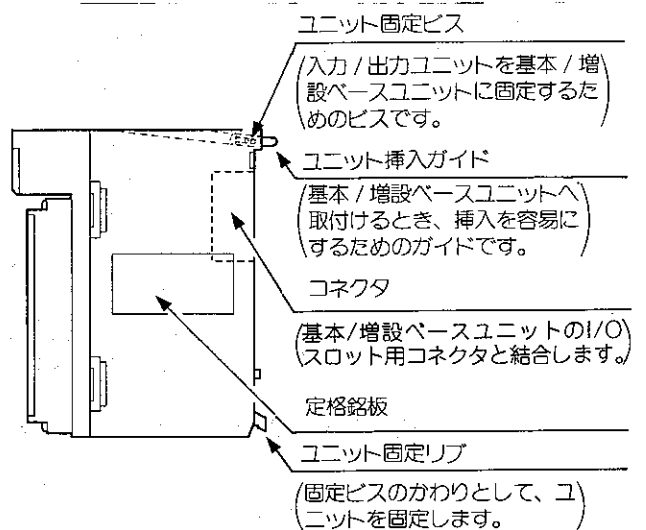 ユニット固定ビス
(入力/出力ユニットを基本/増
設ベースユニットに固定するた
めのビスです。)
ユニット挿入ガイド
(基本/増設ベースユニットへ
取付けるとき、挿入を容易に
するためのガイドです。)
コネクタ
(基本/増設ベースユニットのI/O
スロット用コネクタと結合します。)
定格銘板
ユニット固定リブ
(固定ビスのかわりとして、ユ
ニットを固定します。)